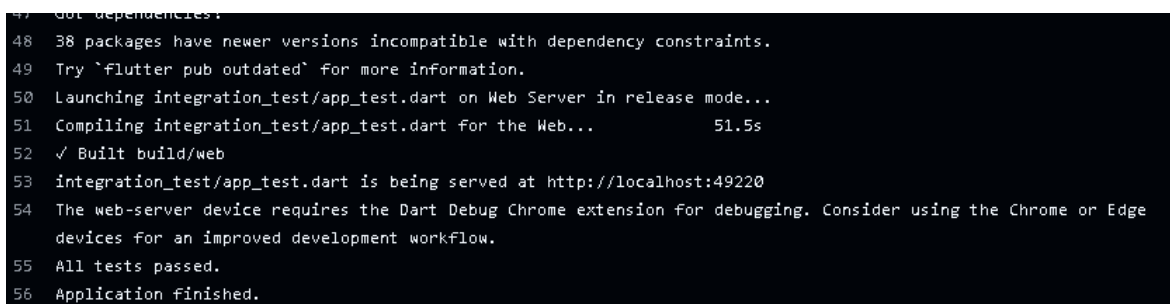 47 Got dependencies!
48 38 packages have newer versions incompatible with dependency constraints.
49 Try `flutter pub outdated` for more information.
50 Launching integration_test/app_test.dart on Web Server in release mode...
51 Compiling integration_test/app_test.dart for the Web... 51.5s
52 ✓ Built build/web
53 integration_test/app_test.dart is being served at http://localhost:49220
54 The web-server device requires the Dart Debug Chrome extension for debugging. Consider using the Chrome or Edge
devices for an improved development workflow.
55 All tests passed.
56 Application finished.